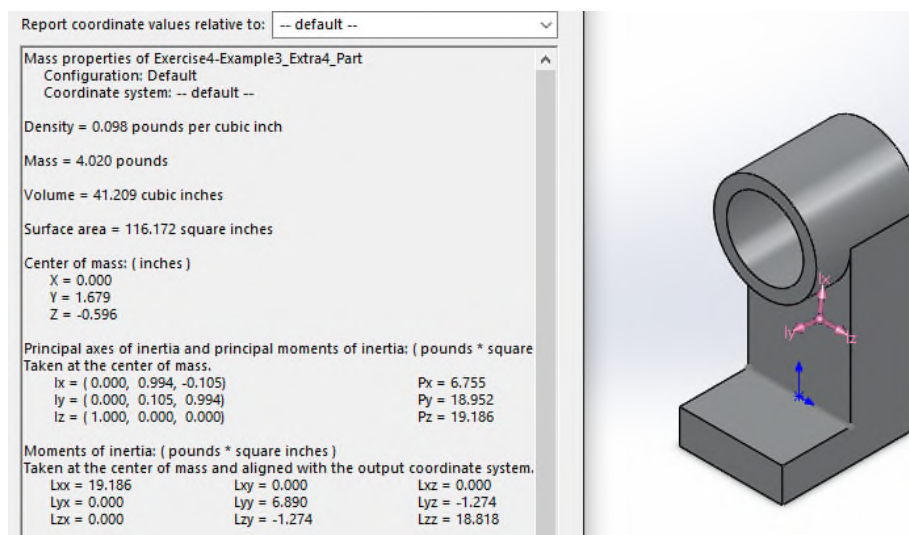 Report coordinate values relative to: -- default --
Mass properties of Exercise4-Example3_Extra4_Part
Configuration: Default
Coordinate system: -- default --
Density = 0.098 pounds per cubic inch
Mass = 4.020 pounds
Volume = 41.209 cubic inches
Surface area = 116.172 square inches
Center of mass: ( inches )
X = 0.000
Y = 1.679
Z = -0.596
Principal axes of inertia and principal moments of inertia: ( pounds * square
Taken at the center of mass.
Ix = ( 0.000, 0.994, -0.105) Px = 6.755
Iy = ( 0.000, 0.105, 0.994) Py = 18.952
Iz = ( 1.000, 0.000, 0.000) Pz = 19.186
Moments of inertia: ( pounds * square inches )
Taken at the center of mass and aligned with the output coordinate system.
Lxx = 19.186 Lxy = 0.000 Lxz = 0.000
Lyx = 0.000 Lyy = 6.890 Lyz = -1.274
Lzx = 0.000 Lzy = -1.274 Lzz = 18.818
Ix
Iy
Iz